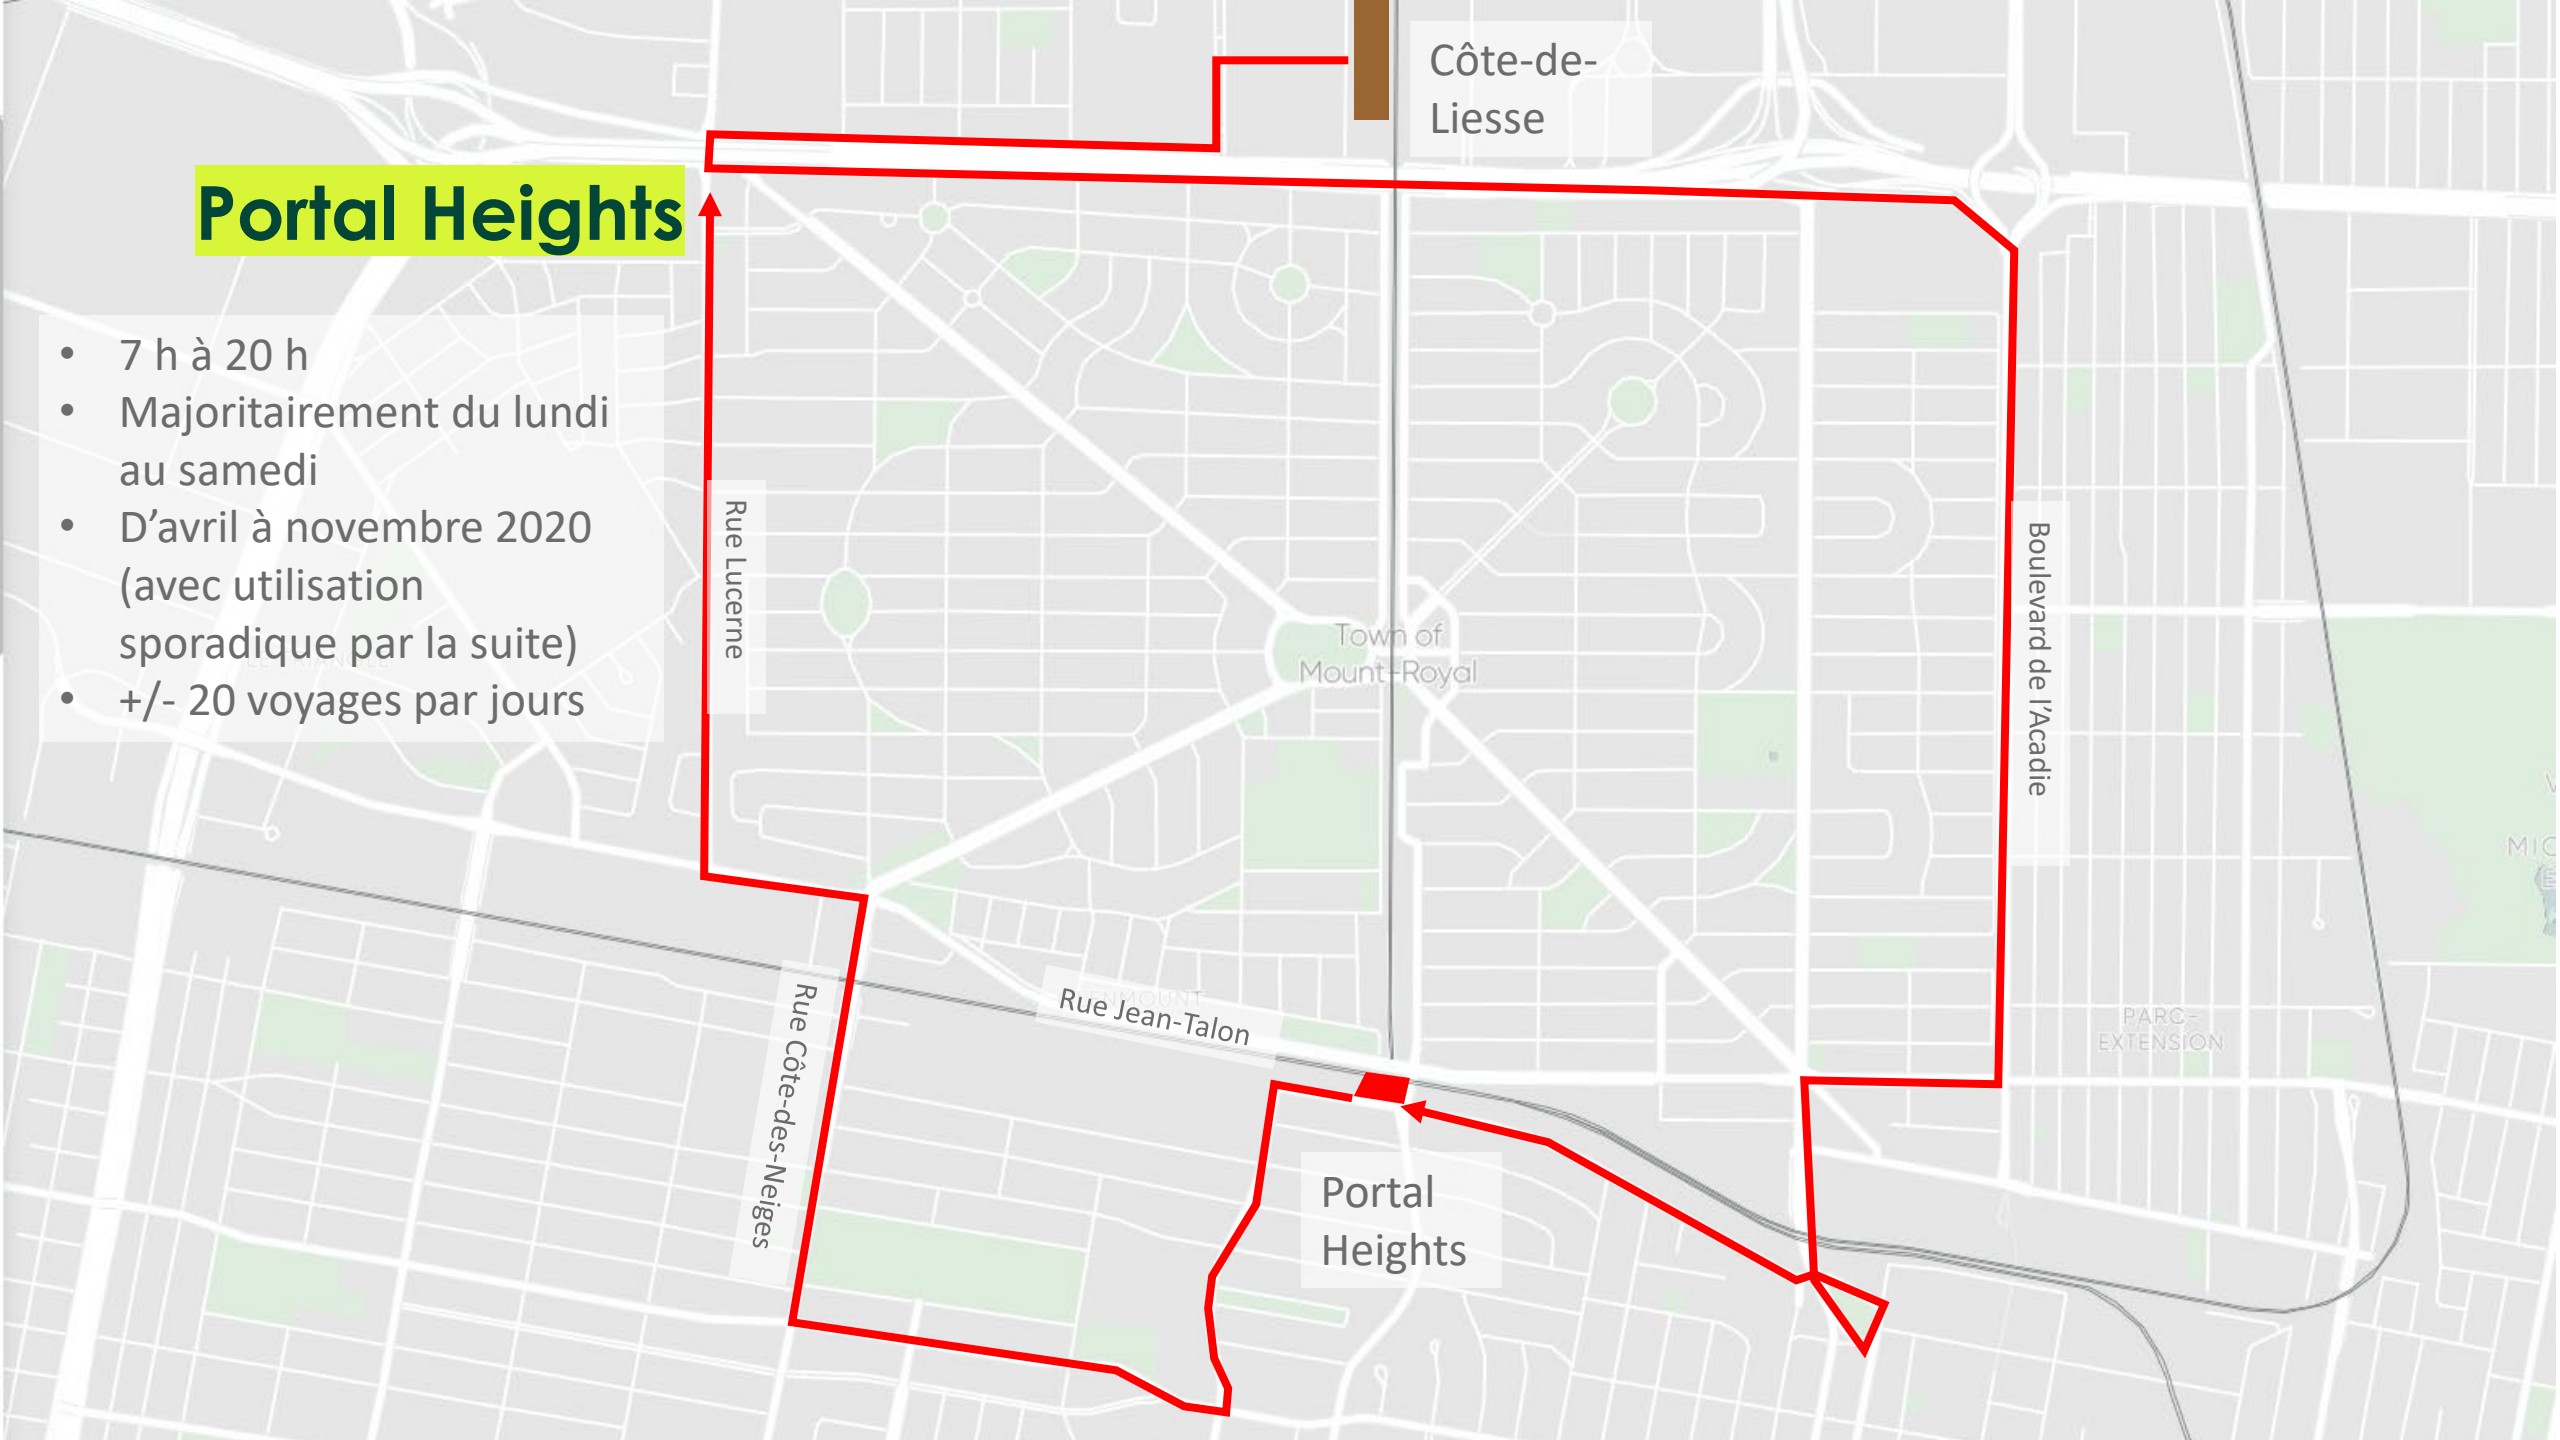 Côte-de-
Liesse
Portal Heights
• 7 h à 20 h
• Majoritairement du lundi
au samedi
• D’avril à novembre 2020
(avec utilisation
sporadique par la suite)
• +/- 20 voyages par jours
Rue Lucerne
Boulevard de l’Acadie
Town of
Mount-Royal
Rue Côte-des-Neiges
Rue Jean-Talon
PARC-
EXTENSION
Portal
Heights